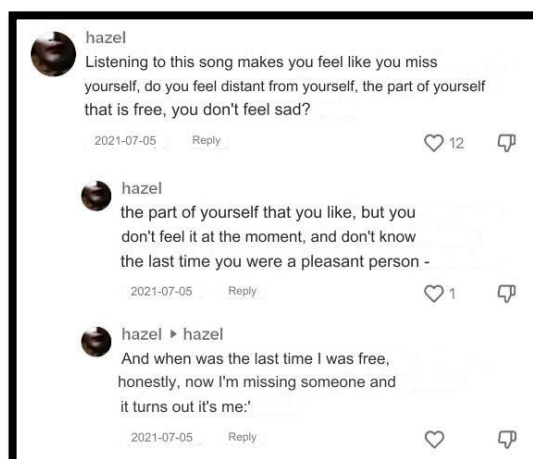 hazel
Listening to this song makes you feel like you miss
yourself, do you feel distant from yourself, the part of yourself
that is free, you don't feel sad?
2021-07-05 Reply 12
hazel
the part of yourself that you like, but you
don't feel it at the moment, and don't know
the last time you were a pleasant person -
2021-07-05 Reply 1
hazel ▸ hazel
And when was the last time I was free,
honestly, now I'm missing someone and
it turns out it's me:'
2021-07-05 Reply